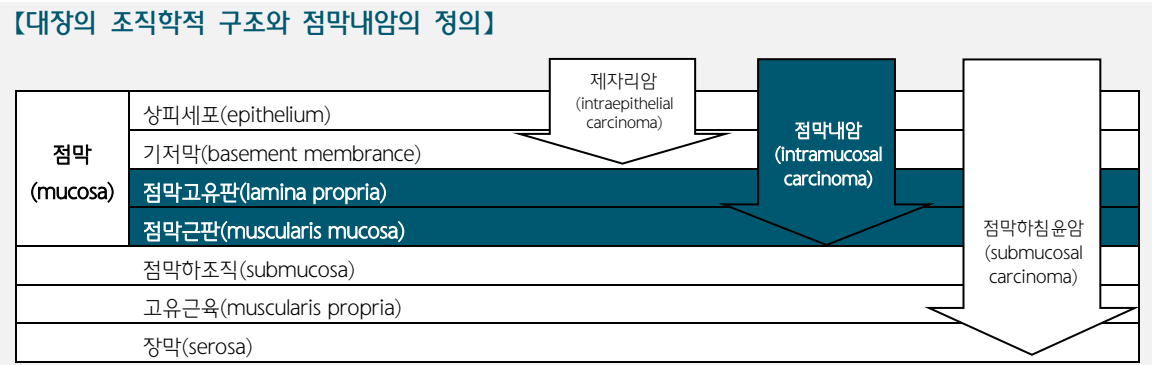 【대장의 조직학적 구조와 점막내암의 정의】
제자리암
(intraepithelial
carcinoma)
점막내암
(intramucosal
carcinoma)
점막하침윤암
(submucosal
carcinoma)
점막
(mucosa)
상피세포(epithelium)
기저막(basement membrance)
점막고유판(lamina propria)
점막근판(muscularis mucosa)
점막하조직(submucosa)
고유근육(muscularis propria)
장막(serosa)